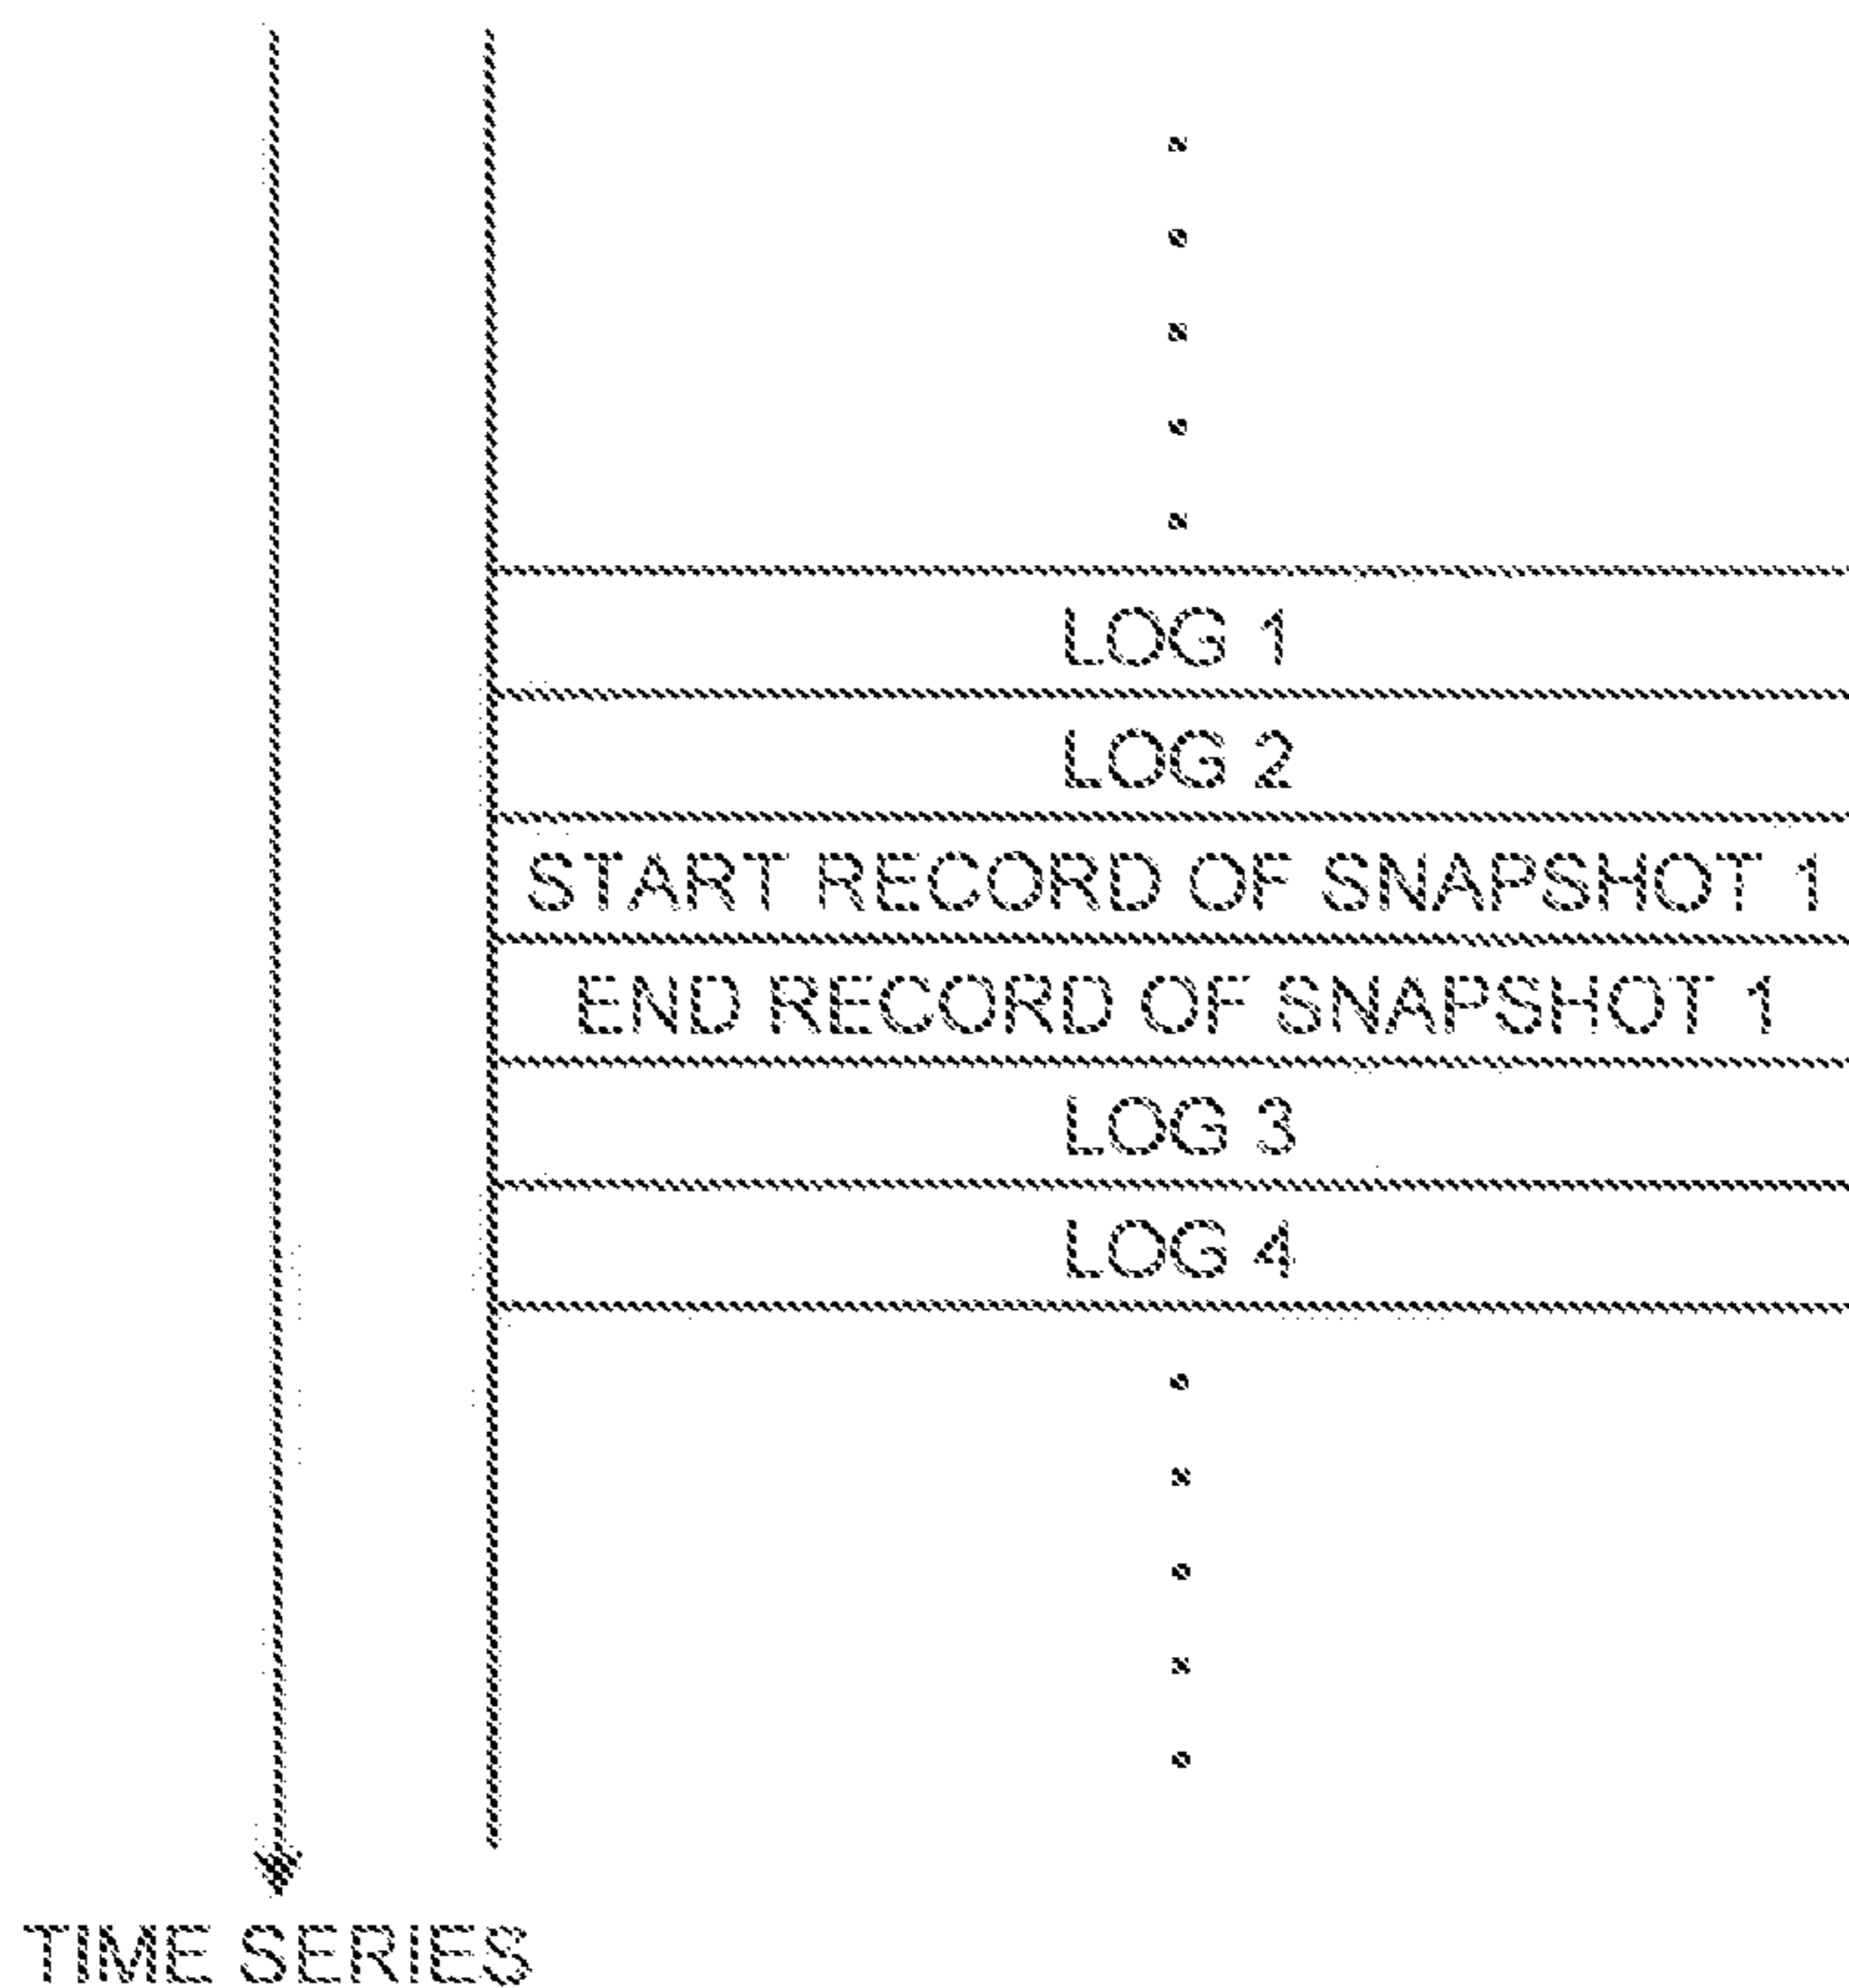 LOG 1
LOG 2
START RECORD OF SNAPSHOT 1
END RECORD OF SNAPSHOT 1
LOG 3
LOG 4
TIME SERIES